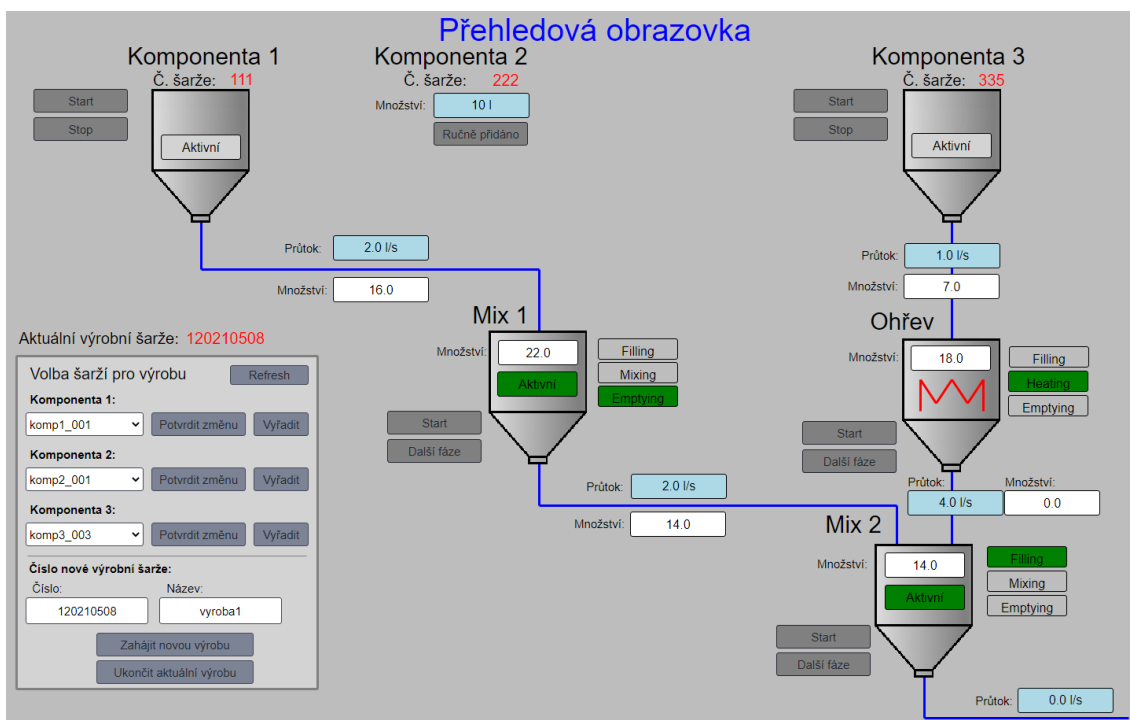 Přehledová obrazovka
Komponenta 1
Č. šarže: 111
Start
Stop
Aktivní
Komponenta 2
Č. šarže: 222
Množství: 10 l
Ručně přidáno
Komponenta 3
Č. šarže: 335
Start
Stop
Aktivní
Průtok: 2.0 l/s
Množství: 16.0
Průtok: 1.0 l/s
Množství: 7.0
Mix 1
Množství: 22.0
Aktivní
Filling
Mixing
Emptying
Start
Další fáze
Ohřev
Množství: 18.0
Filling
Heating
Emptying
Start
Další fáze
Průtok: 4.0 l/s
Množství: 0.0
Průtok: 2.0 l/s
Množství: 14.0
Mix 2
Množství: 14.0
Aktivní
Filling
Mixing
Emptying
Start
Další fáze
Průtok: 0.0 l/s
Aktuální výrobní šarže: 120210508
Volba šarží pro výrobu Refresh
Komponenta 1:
komp1_001 Potvrdit změnu Vyřadit
Komponenta 2:
komp2_001 Potvrdit změnu Vyřadit
Komponenta 3:
komp3_003 Potvrdit změnu Vyřadit
Číslo nové výrobní šarže:
Číslo: Název:
120210508 vyroba1
Zahájit novou výrobu
Ukončit aktuální výrobu